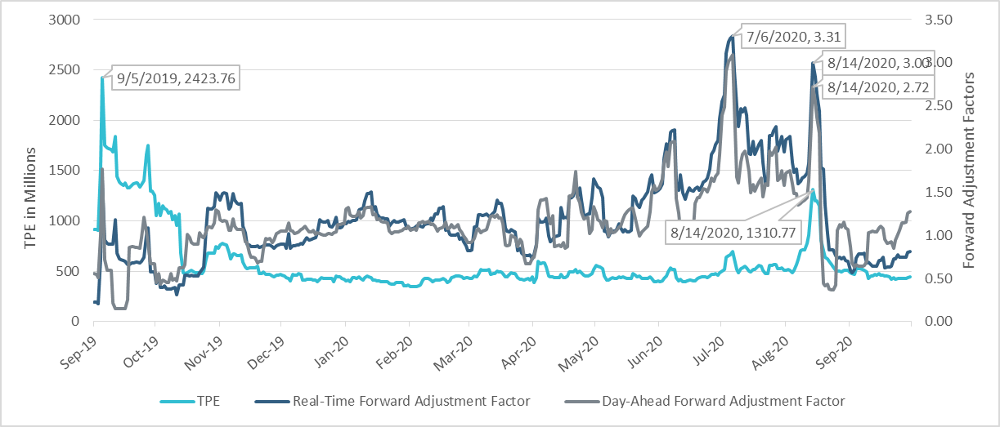 3000
2500
2000
1500
1000
500
0
TPE in Millions
3.50
3.00
2.50
2.00
1.50
1.00
0.50
0.00
Forward Adjustment Factors
9/5/2019, 2423.76
7/6/2020, 3.31
8/14/2020, 3.00
8/14/2020, 2.72
8/14/2020, 1310.77
Sep-19
Oct-19
Nov-19
Dec-19
Jan-20
Feb-20
Mar-20
Apr-20
May-20
Jun-20
Jul-20
Aug-20
Sep-20
TPE
Real-Time Forward Adjustment Factor
Day-Ahead Forward Adjustment Factor